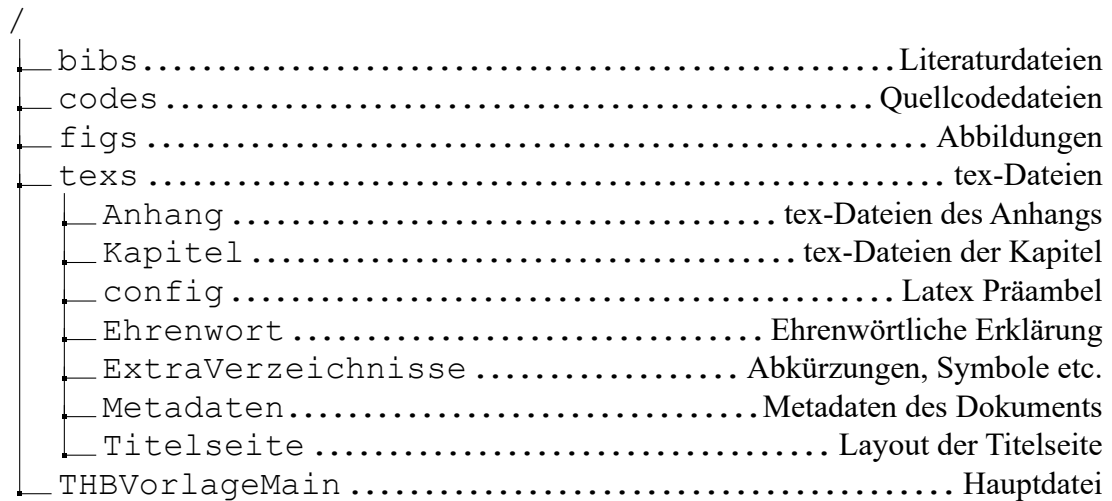 /
bibs......................................................Literaturdateien
codes ....................................................Quellcodedateien
figs ........................................................ Abbildungen
texs ......................................................... tex-Dateien
Anhang ........................................ tex-Dateien des Anhangs
Kapitel ....................................... tex-Dateien der Kapitel
config ................................................ Latex Präambel
Ehrenwort .................................. Ehrenwörtliche Erklärung
ExtraVerzeichnisse .................. Abkürzungen, Symbole etc.
Metadaten..................................Metadaten des Dokuments
Titelseite ..................................... Layout der Titelseite
THBVorlageMain ........................................... Hauptdatei